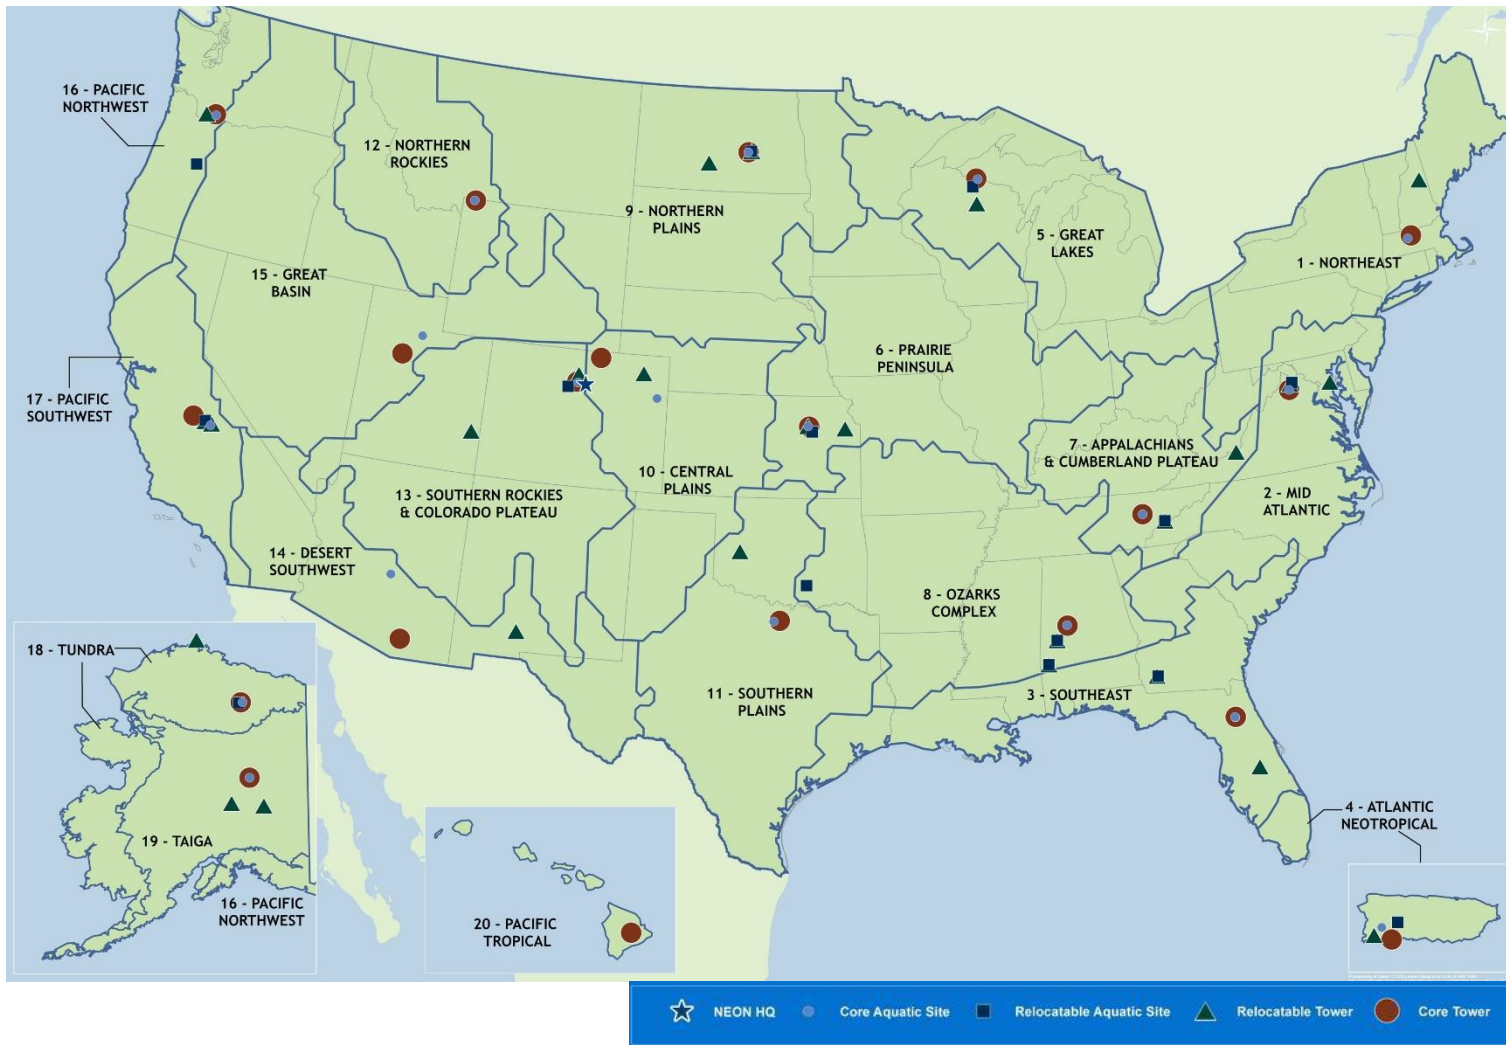 16 - PACIFIC
NORTHWEST
12 - NORTHERN
ROCKIES
9 - NORTHERN
PLAINS
5 - GREAT
LAKES
1 - NORTHEAST
15 - GREAT
BASIN
6 - PRAIRIE
PENINSULA
17 - PACIFIC
SOUTHWEST
7 - APPALACHIANS
& CUMBERLAND PLATEAU
10 - CENTRAL
PLAINS
13 - SOUTHERN ROCKIES
& COLORADO PLATEAU
2 - MID
ATLANTIC
14 - DESERT
SOUTHWEST
8 - OZARKS
COMPLEX
18 - TUNDRA
11 - SOUTHERN
PLAINS
3 - SOUTHEAST
4 - ATLANTIC
NEOTROPICAL
19 - TAIGA
16 - PACIFIC
NORTHWEST
20 - PACIFIC
TROPICAL
NEON HQ
Core Aquatic Site
Relocatable Aquatic Site
Relocatable Tower
Core Tower